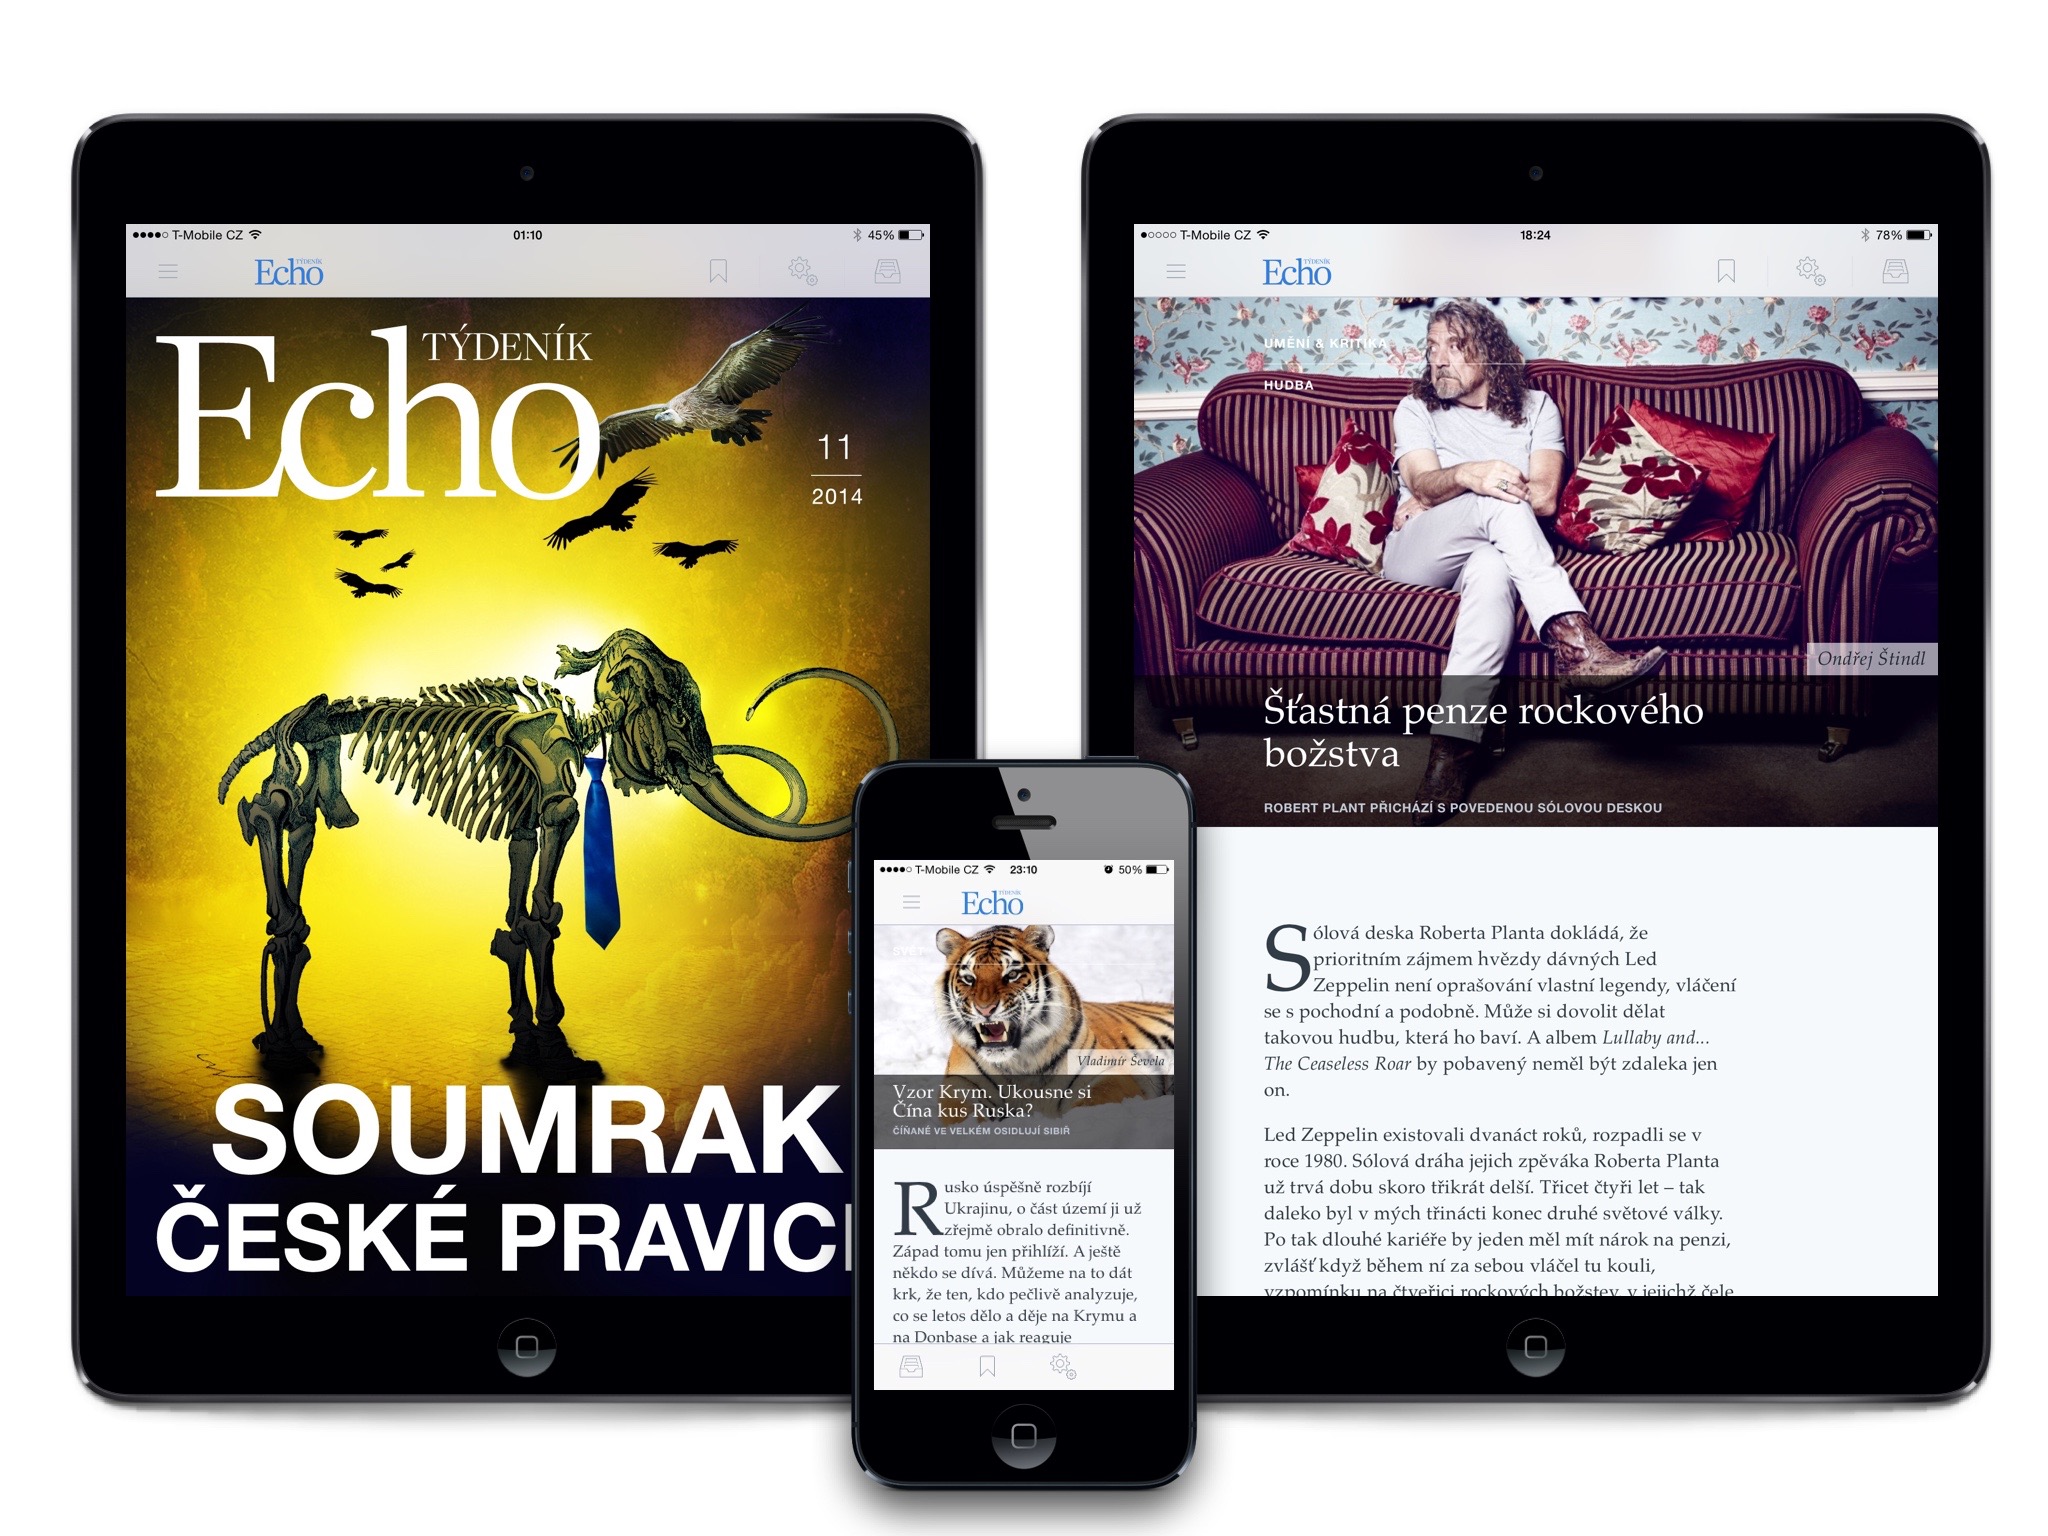 T-Mobile CZ 01:10 45%
Echo TÝDENÍK
TÝDENÍK
Echo
11
2014
SOUMRAK
ČESKÉ PRAVIC
T-Mobile CZ 23:10 50%
Echo TÝDENÍK
SVĚT
Vladimír Ševela
Vzor Krym. Ukousne si
Čína kus Ruska?
ČÍŇANÉ VE VELKÉM OSIDLUJÍ SIBIŘ
Rusko úspěšně rozbíjí
Ukrajinu, o část území ji už
zřejmě obralo definitivně.
Západ tomu jen přihlíží. A ještě
někdo se dívá. Můžeme na to dát
krk, že ten, kdo pečlivě analyzuje,
co se letos dělo a děje na Krymu a
na Donbase a jak reaguje
T-Mobile CZ 18:24 78%
Echo TÝDENÍK
UMĚNÍ & KRITIKA
HUDBA
Ondřej Štindl
Šťastná penze rockového
božstva
ROBERT PLANT PŘICHÁZÍ S POVEDENOU SÓLOVOU DESKOU
Sólová deska Roberta Planta dokládá, že
prioritním zájmem hvězdy dávných Led
Zeppelin není oprašování vlastní legendy, vláčení
se s pochodní a podobně. Může si dovolit dělat
takovou hudbu, která ho baví. A albem Lullaby and...
The Ceaseless Roar by pobavený neměl být zdaleka jen
on.
Led Zeppelin existovali dvanáct roků, rozpadli se v
roce 1980. Sólová dráha jejich zpěváka Roberta Planta
už trvá dobu skoro třikrát delší. Třicet čtyři let – tak
daleko byl v mých třinácti konec druhé světové války.
Po tak dlouhé kariéře by jeden měl mít nárok na penzi,
zvlášť když během ní za sebou vláčel tu kouli,
vzpomínku na čtveřici rockových božstev, v jejichž čele